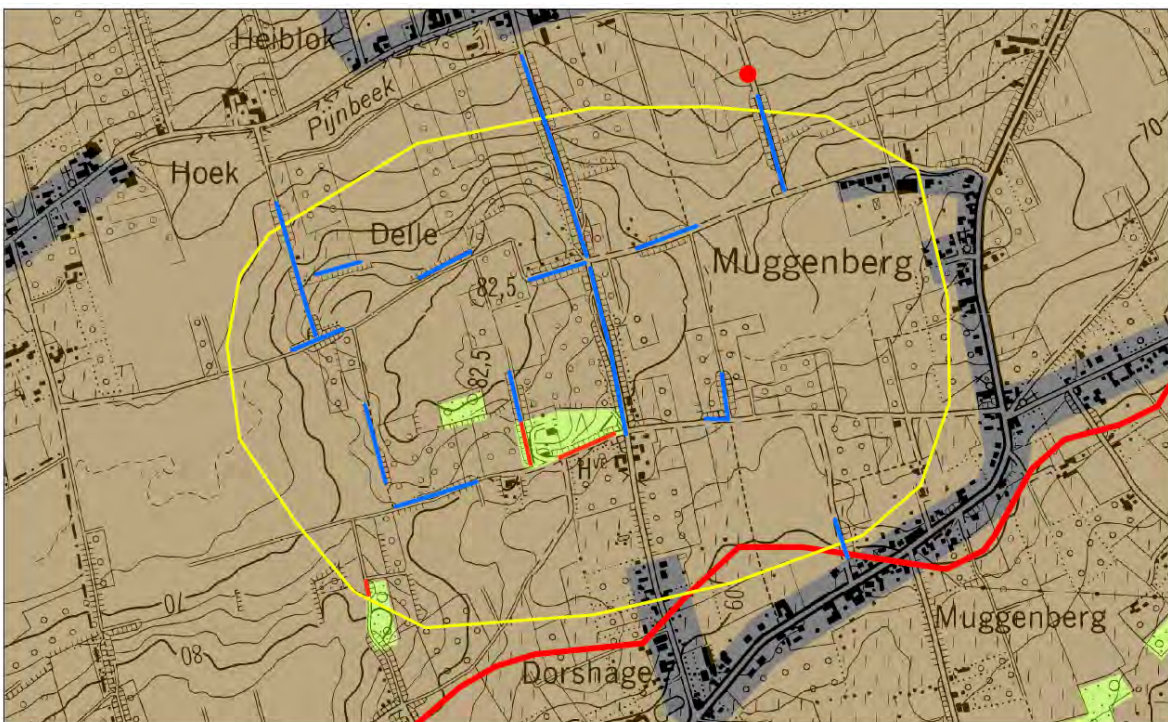 Heiblok
Pijnbeek
Hoek
70
Delle
Muggenberg
82,5
82,5
Hve
60
70
80
Muggenberg
Dorshage